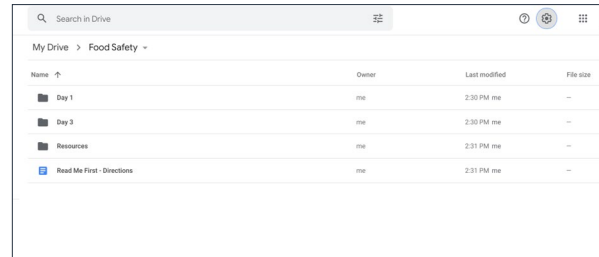 Search in Drive
My Drive > Food Safety
Name ↑ Owner Last modified File size
Day 1 me 2:30 PM me —
Day 3 me 2:30 PM me —
Resources me 2:31 PM me —
Read Me First - Directions me 2:31 PM me —